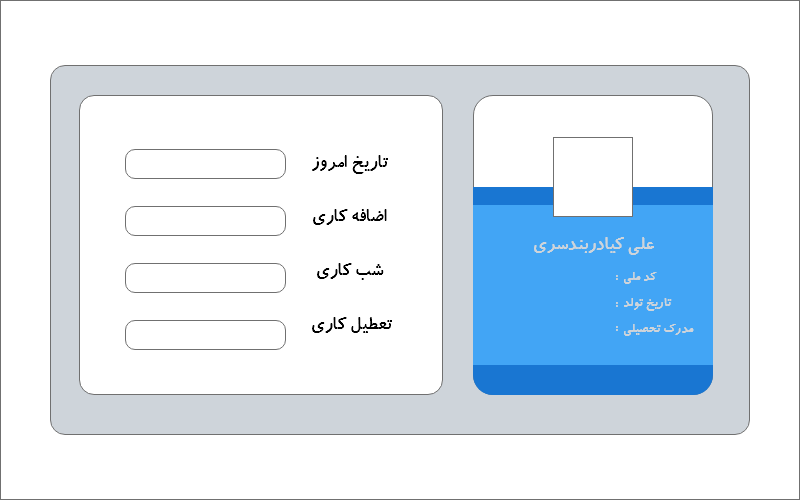 علی کیادربندسری
کد ملی :
تاریخ تولد :
مدرک تحصیلی :
تاریخ امروز
اضافه کاری
شب کاری
تعطیل کاری